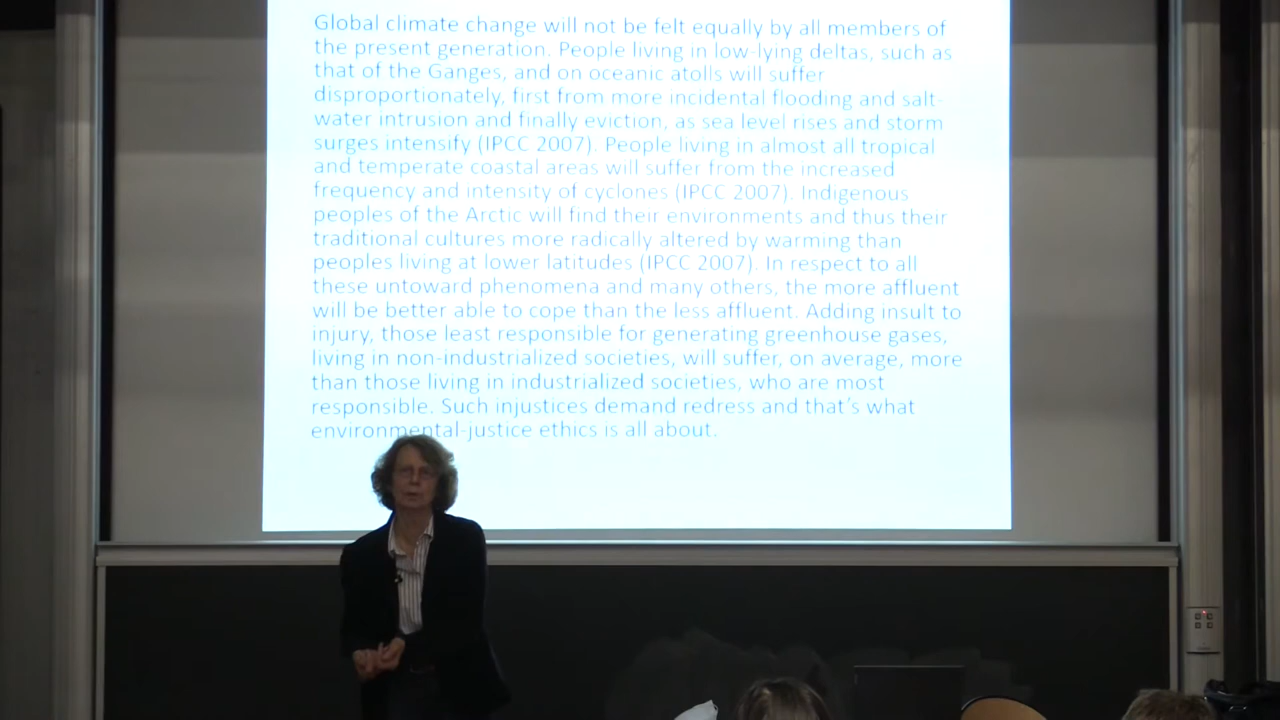 Global climate change will not be felt equally by all members of
the present generation. People living in low-lying deltas, such as
that of the Ganges, and on oceanic atolls will suffer
disproportionately, first from more incidental flooding and salt-
water intrusion and finally eviction, as sea level rises and storm
surges intensify (IPCC 2007). People living in almost all tropical
and temperate coastal areas will suffer from the increased
frequency and intensity of cyclones (IPCC 2007). Indigenous
peoples of the Arctic will find their environments and thus their
traditional cultures more radically altered by warming than
peoples living at lower latitudes (IPCC 2007). In respect to all
these untoward phenomena and many others, the more affluent
will be better able to cope than the less affluent. Adding insult to
injury, those least responsible for generating greenhouse gases,
living in non-industrialized societies, will suffer, on average, more
than those living in industrialized societies, who are most
responsible. Such injustices demand redress and that's what
environmental-justice ethics is all about.